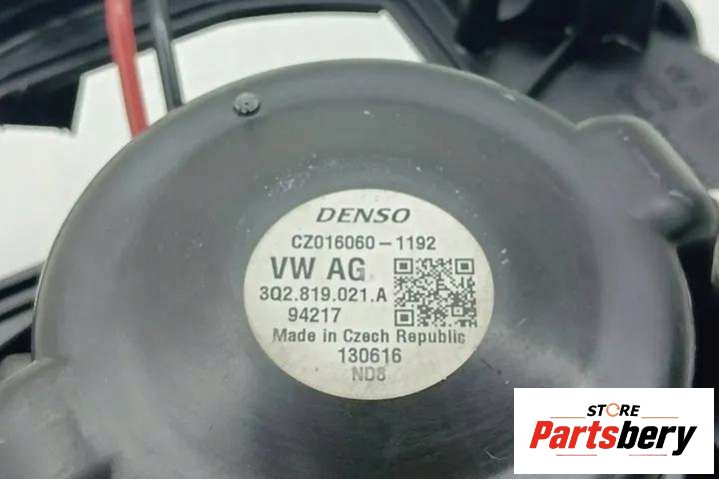 DENSO
CZ016060-1192
VW AG
3Q2.819.021.A
94217
Made in Czech Republic
130616
ND8
STORE
Partsbery